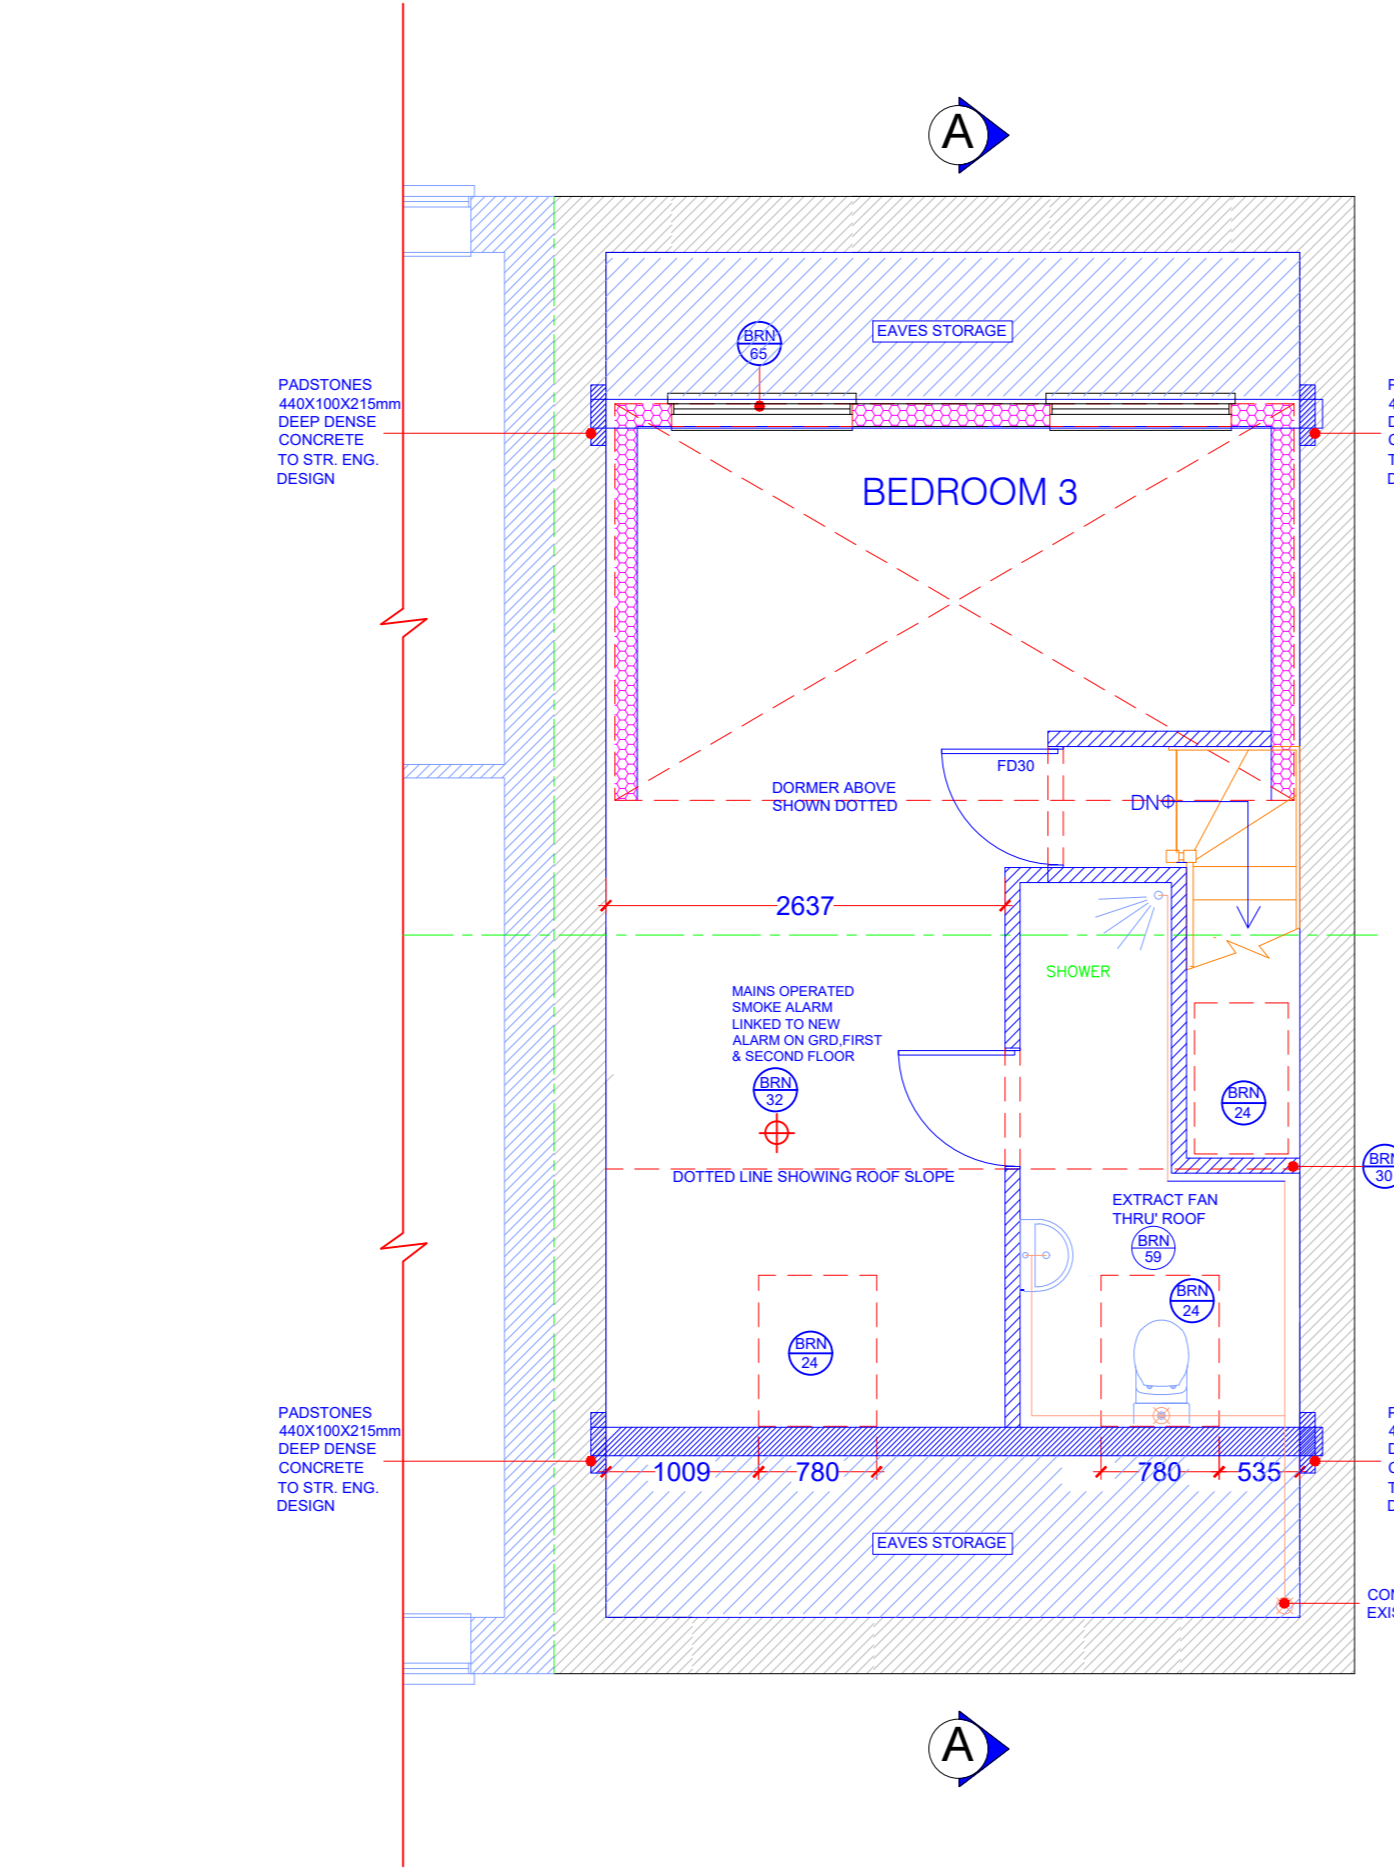 A
EAVES STORAGE
BRN
65
PADSTONES
440X100X215mm
DEEP DENSE
CONCRETE
TO STR. ENG.
DESIGN
BEDROOM 3
FD30
DORMER ABOVE
SHOWN DOTTED
DN
2637
SHOWER
MAINS OPERATED
SMOKE ALARM
LINKED TO NEW
ALARM ON GRD,FIRST
& SECOND FLOOR
BRN
32
BRN
24
DOTTED LINE SHOWING ROOF SLOPE
BRN
30
EXTRACT FAN
THRU' ROOF
BRN
59
BRN
24
BRN
24
PADSTONES
440X100X215mm
DEEP DENSE
CONCRETE
TO STR. ENG.
DESIGN
1009
780
780
535
EAVES STORAGE
A